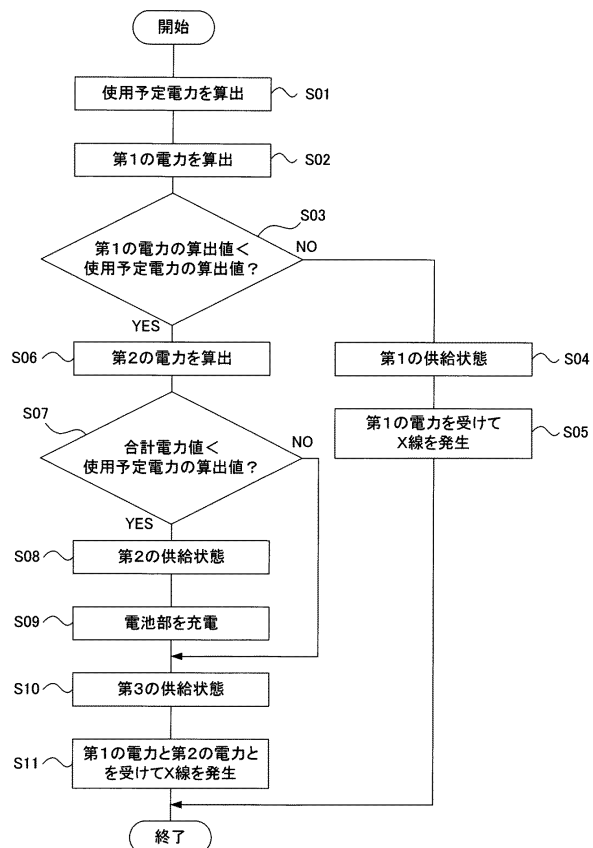 開始
使用予定電力を算出
S01
第1の電力を算出
S02
S03
第1の電力の算出値<
使用予定電力の算出値?
NO
YES
S06
第2の電力を算出
第1の供給状態
S04
S07
第1の電力を受けて
X線を発生
S05
合計電力値<
使用予定電力の算出値?
NO
YES
S08
第2の供給状態
S09
電池部を充電
S10
第3の供給状態
S11
第1の電力と第2の電力と
を受けてX線を発生
終了